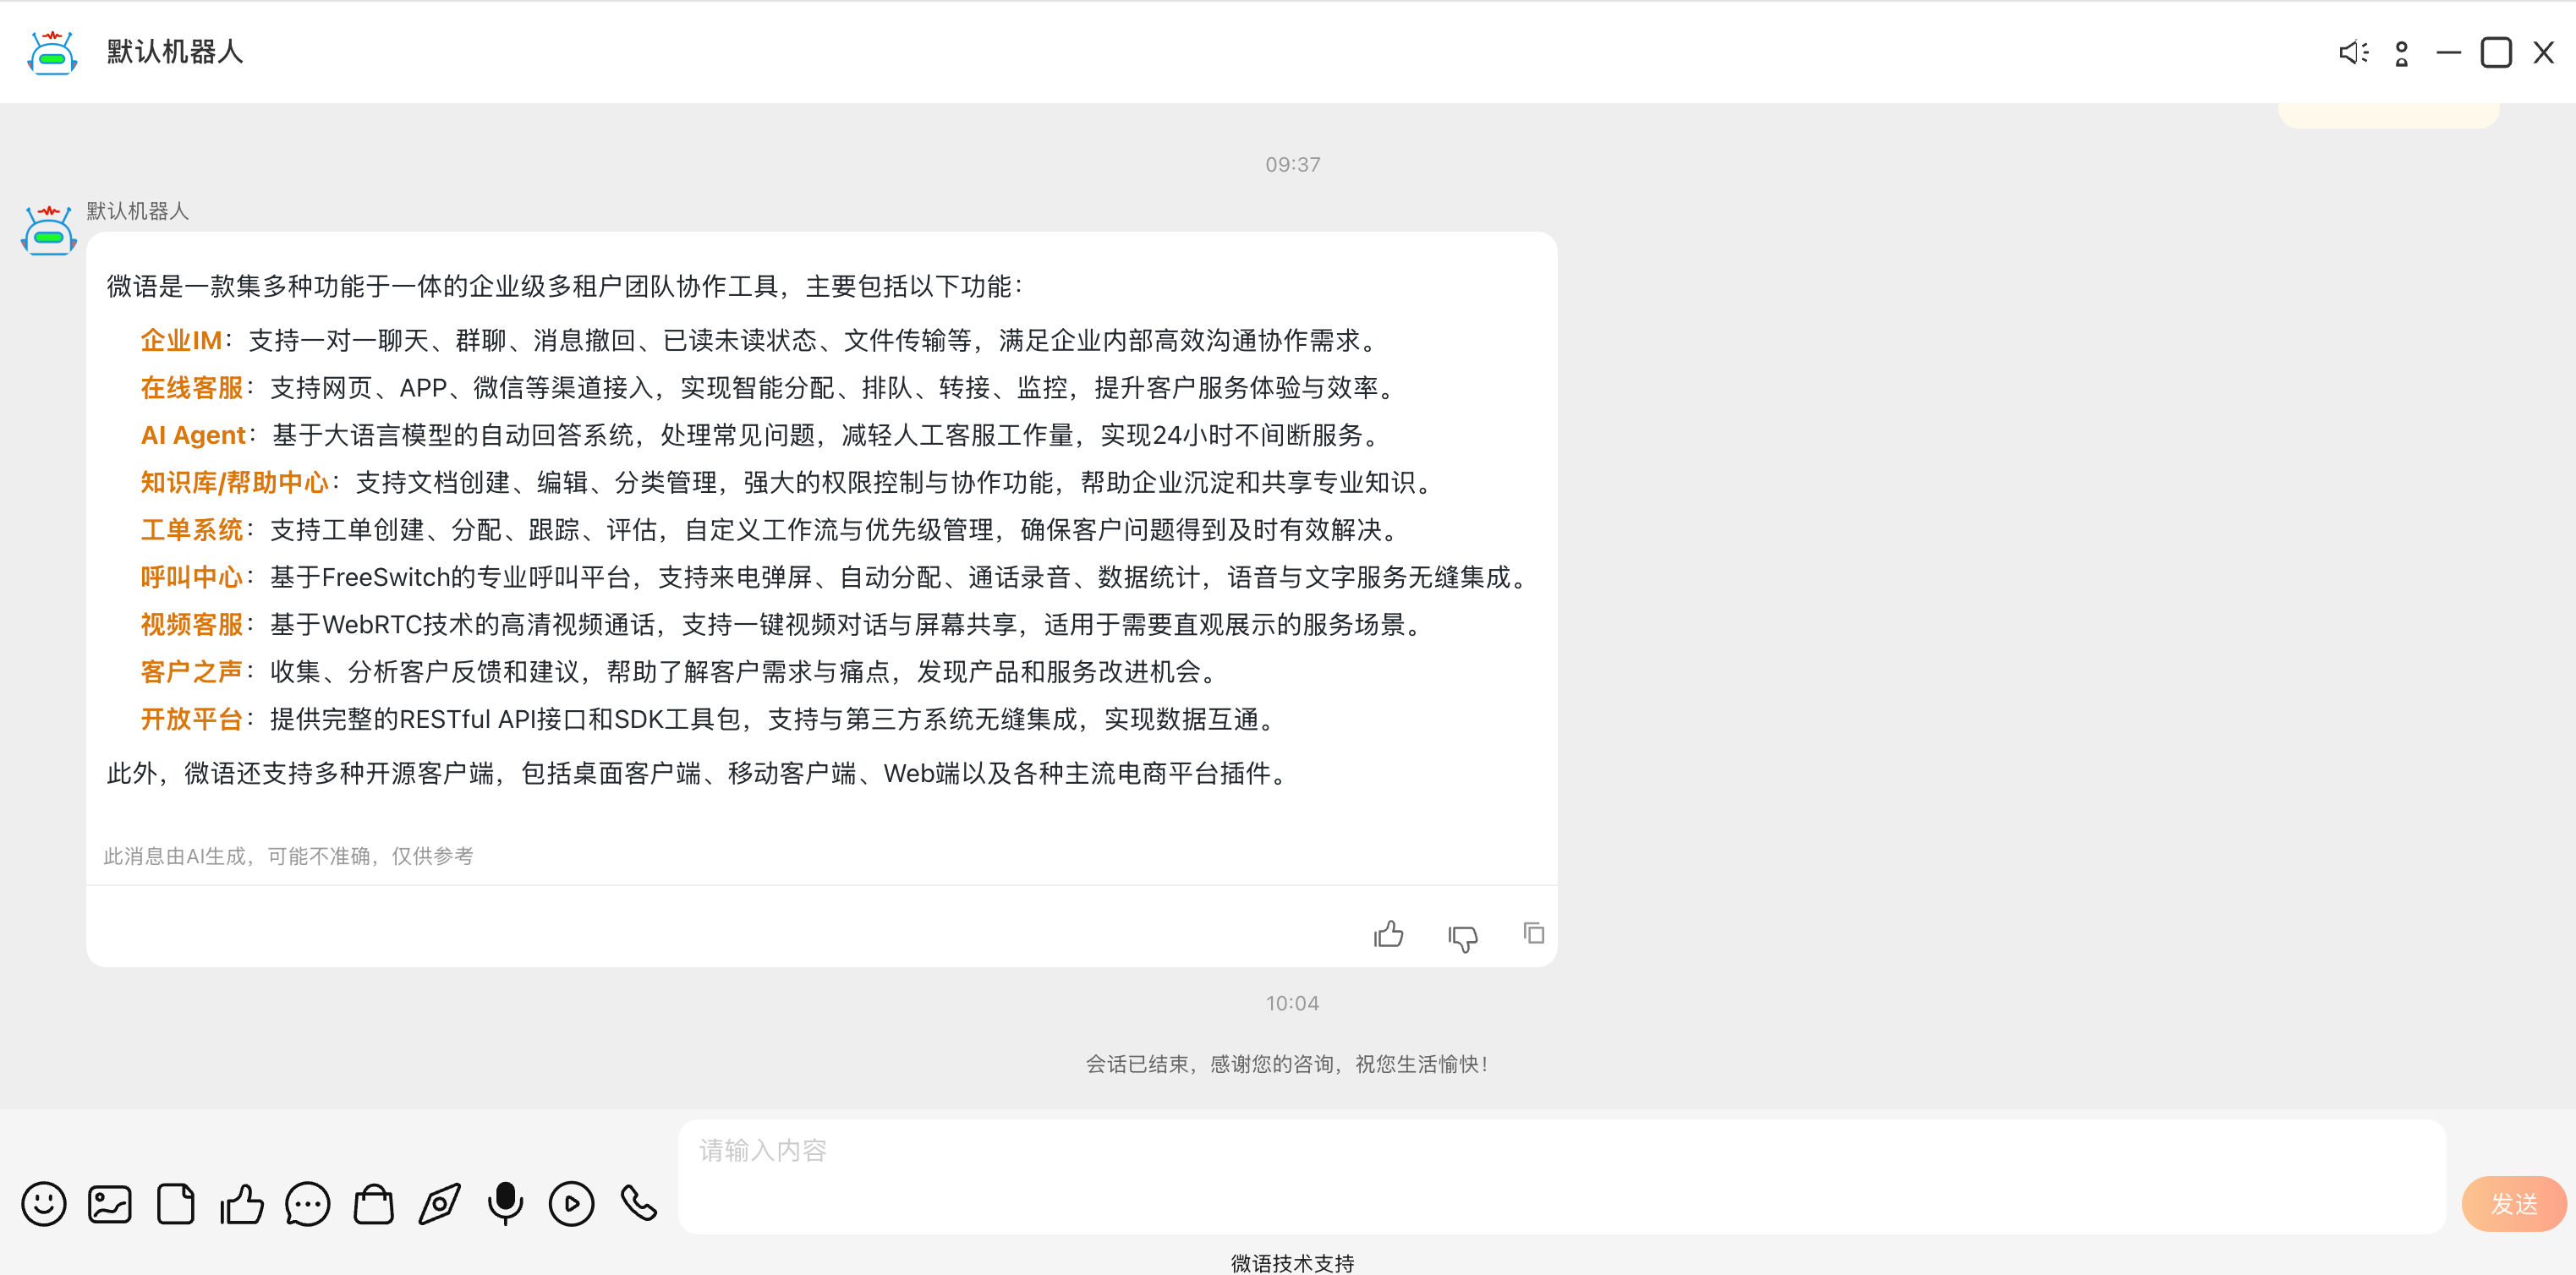 默认机器人
09:37
默认机器人
微语是一款集多种功能于一体的企业级多租户团队协作工具，主要包括以下功能：
企业IM：支持一对一聊天、群聊、消息撤回、已读未读状态、文件传输等，满足企业内部高效沟通协作需求。
在线客服：支持网页、APP、微信等渠道接入，实现智能分配、排队、转接、监控，提升客户服务体验与效率。
AI Agent：基于大语言模型的自动回答系统，处理常见问题，减轻人工客服工作量，实现24小时不间断服务。
知识库/帮助中心：支持文档创建、编辑、分类管理，强大的权限控制与协作功能，帮助企业沉淀和共享专业知识。
工单系统：支持工单创建、分配、跟踪、评估，自定义工作流与优先级管理，确保客户问题得到及时有效解决。
呼叫中心：基于FreeSwitch的专业呼叫平台，支持来电弹屏、自动分配、通话录音、数据统计，语音与文字服务无缝集成。
视频客服：基于WebRTC技术的高清视频通话，支持一键视频对话与屏幕共享，适用于需要直观展示的服务场景。
客户之声：收集、分析客户反馈和建议，帮助了解客户需求与痛点，发现产品和服务改进机会。
开放平台：提供完整的RESTful API接口和SDK工具包，支持与第三方系统无缝集成，实现数据互通。
此外，微语还支持多种开源客户端，包括桌面客户端、移动客户端、Web端以及各种主流电商平台插件。
此消息由AI生成，可能不准确，仅供参考
10:04
会话已结束，感谢您的咨询，祝您生活愉快！
请输入内容
发送
微语技术支持